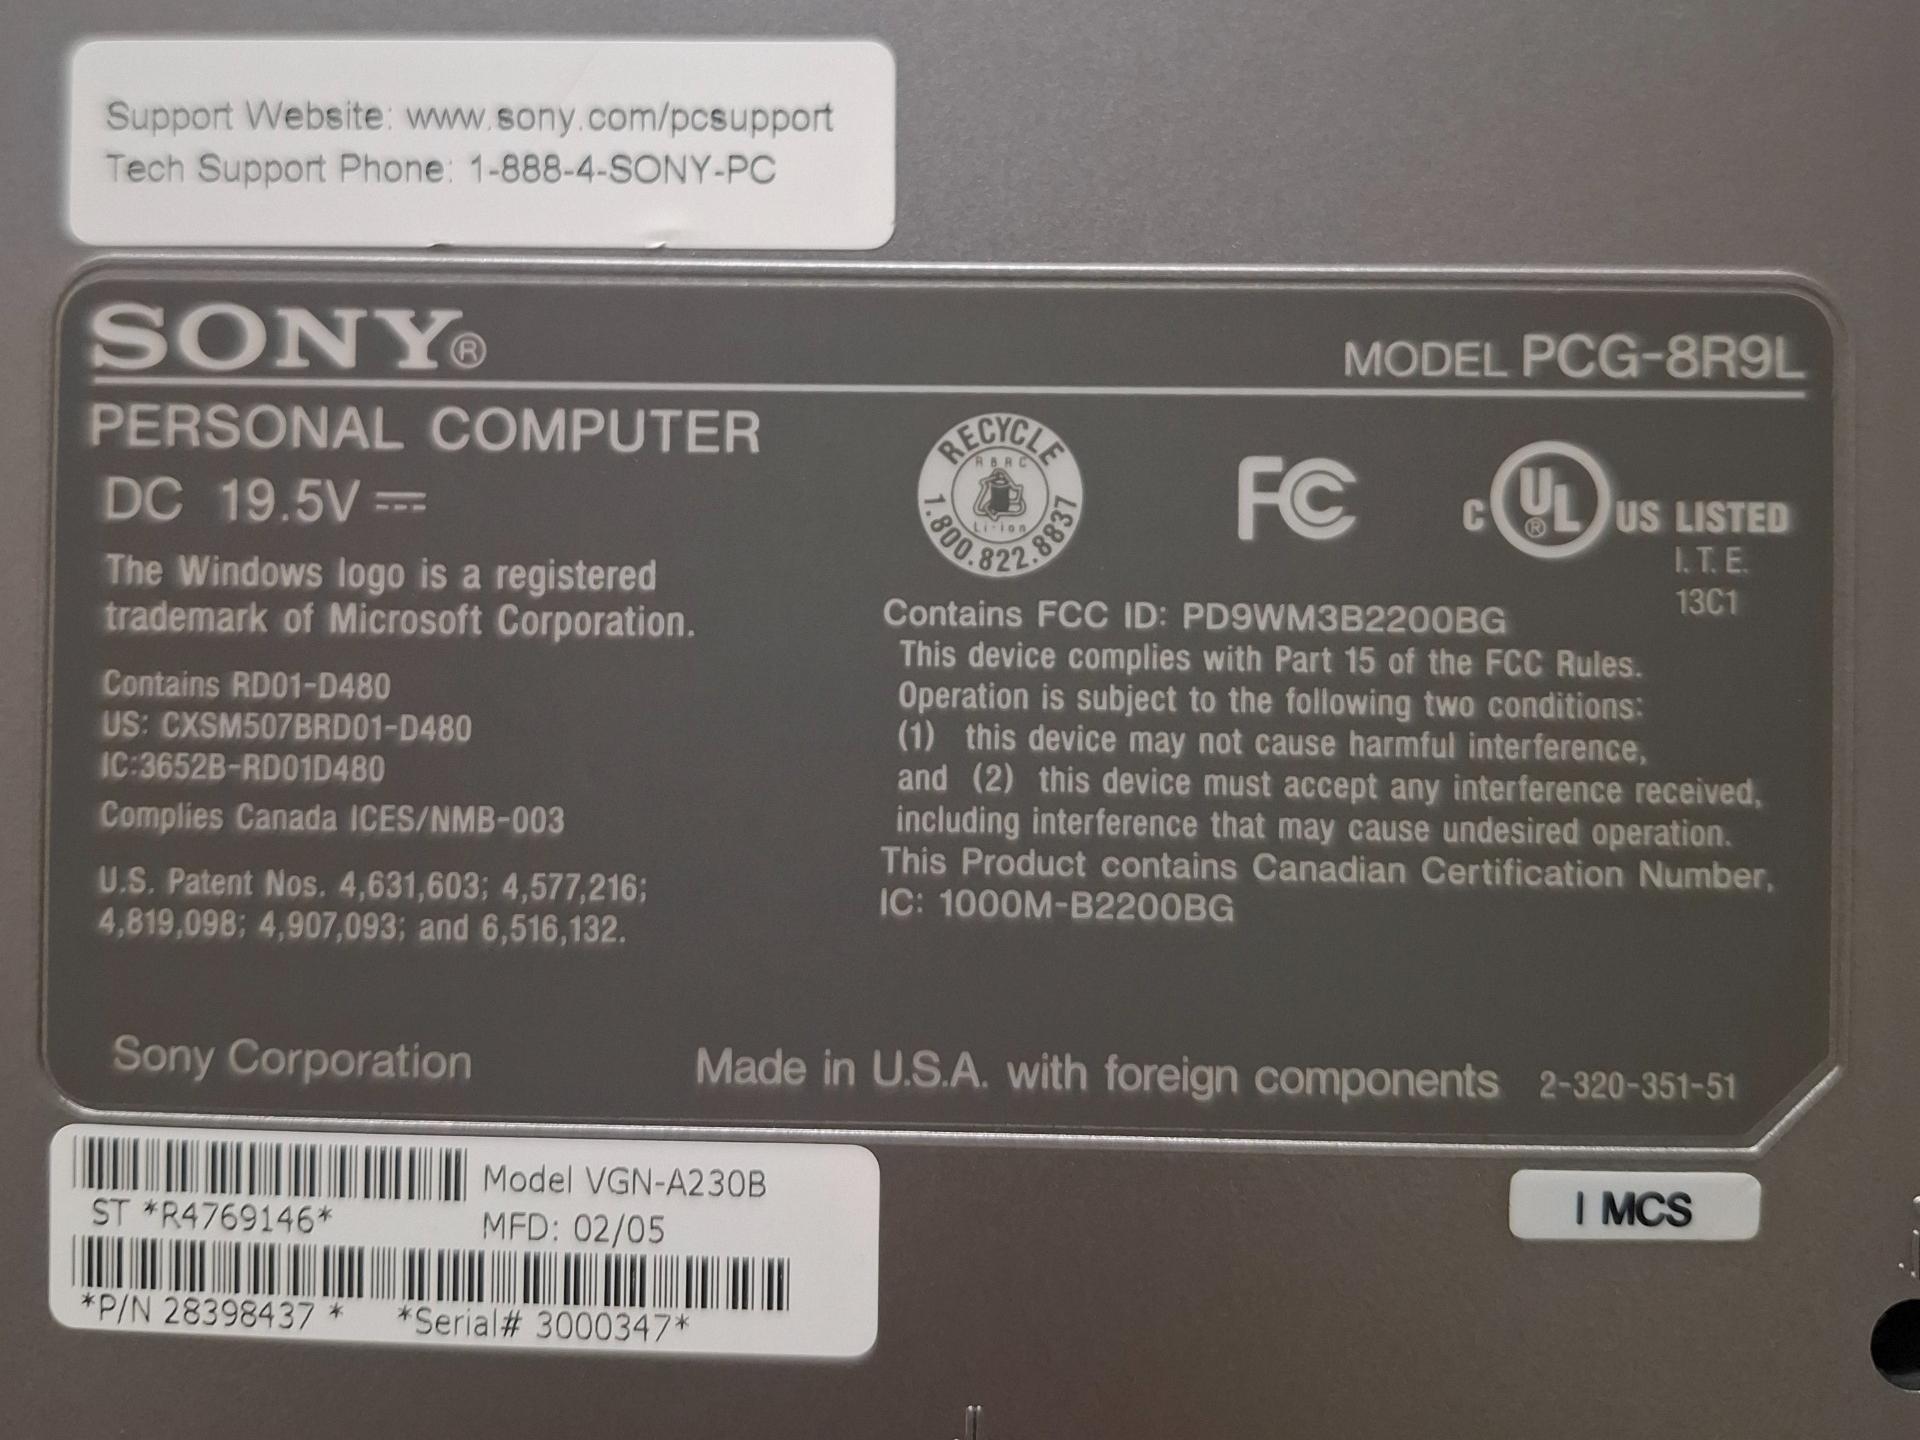 Support Website: www.sony.com/pcsupport
Tech Support Phone: 1-888-4-SONY-PC
SONY®
MODEL PCG-8R9L
PERSONAL COMPUTER
DC 19.5V
The Windows logo is a registered
trademark of Microsoft Corporation.
Contains RD01-D480
US: CXSM507BRD01-D480
IC:3652B-RD01D480
Complies Canada ICES/NMB-003
U.S. Patent Nos. 4,631,603; 4,577,216;
4,819,098; 4,907,093; and 6,516,132.
RECYCLE
RBRC
Li-ion
1.800.822.8837
FC
C UL® US LISTED
I.T.E.
13C1
Contains FCC ID: PD9WM3B2200BG
This device complies with Part 15 of the FCC Rules.
Operation is subject to the following two conditions:
(1) this device may not cause harmful interference,
and (2) this device must accept any interference received,
including interference that may cause undesired operation.
This Product contains Canadian Certification Number,
IC: 1000M-B2200BG
Sony Corporation
Made in U.S.A. with foreign components
2-320-351-51
Model VGN-A230B
ST *R4769146*
MFD: 02/05
*P/N 28398437 * *Serial# 3000347*
I MCS